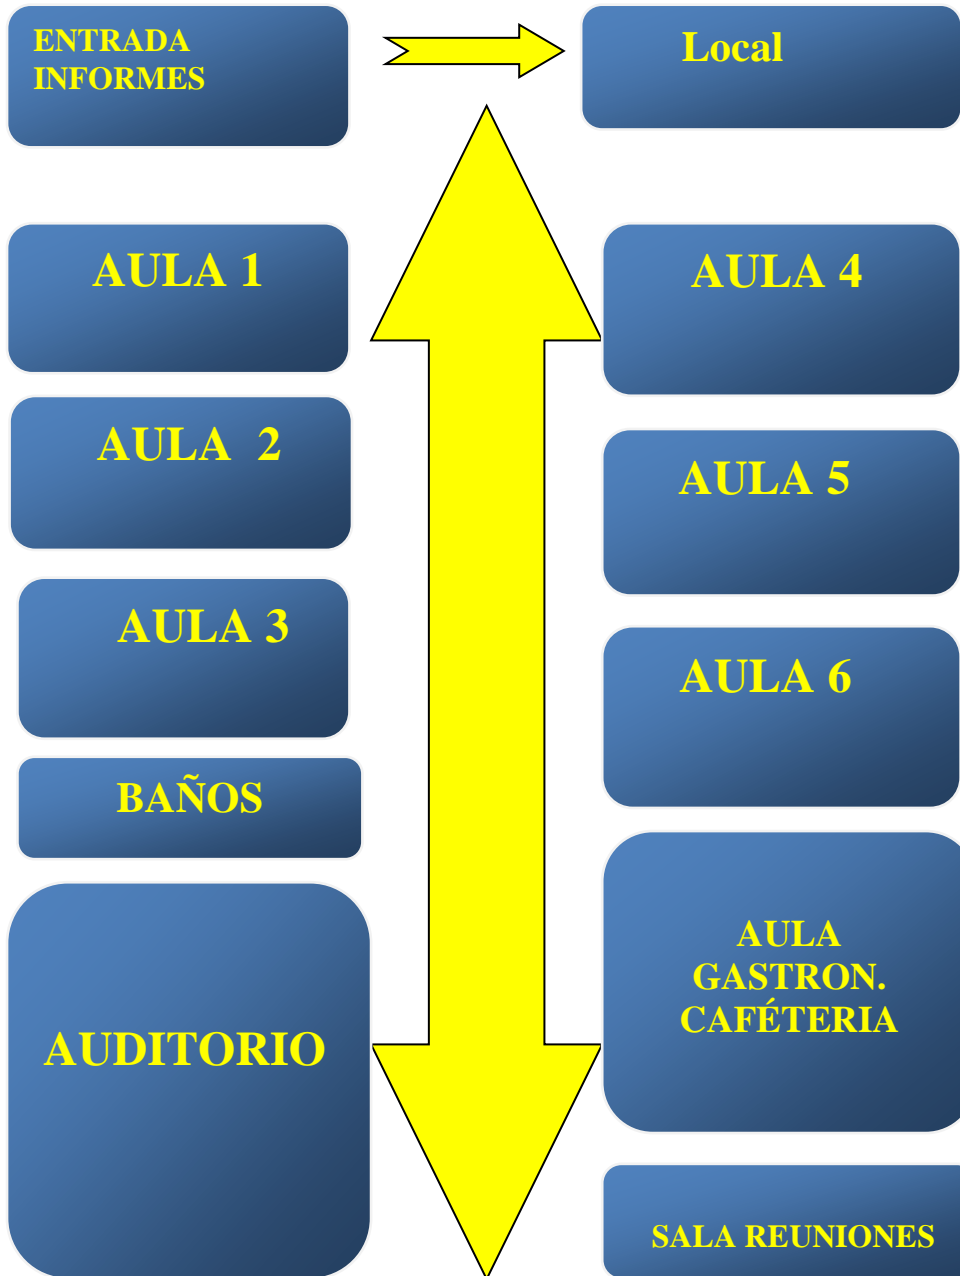 ENTRADA
INFORMES
Local
AULA 1
AULA 4
AULA  2
AULA 5
AULA 3
AULA 6
BAÑOS
AULA
GASTRON.
CAFÉTERIA
AUDITORIO
SALA REUNIONES